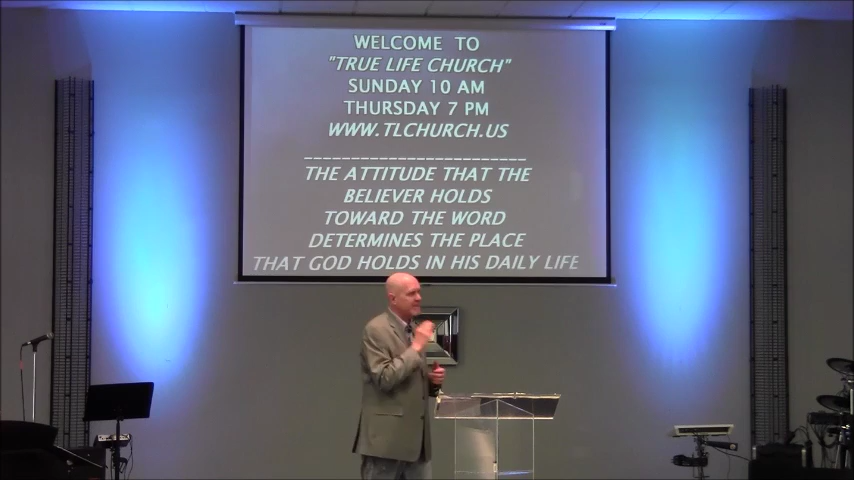 WELCOME TO
"TRUE LIFE CHURCH"
SUNDAY 10 AM
THURSDAY 7 PM
WWW.TLCHURCH.US
_______________________
THE ATTITUDE THAT THE
BELIEVER HOLDS
TOWARD THE WORD
DETERMINES THE PLACE
THAT GOD HOLDS IN HIS DAILY LIFE